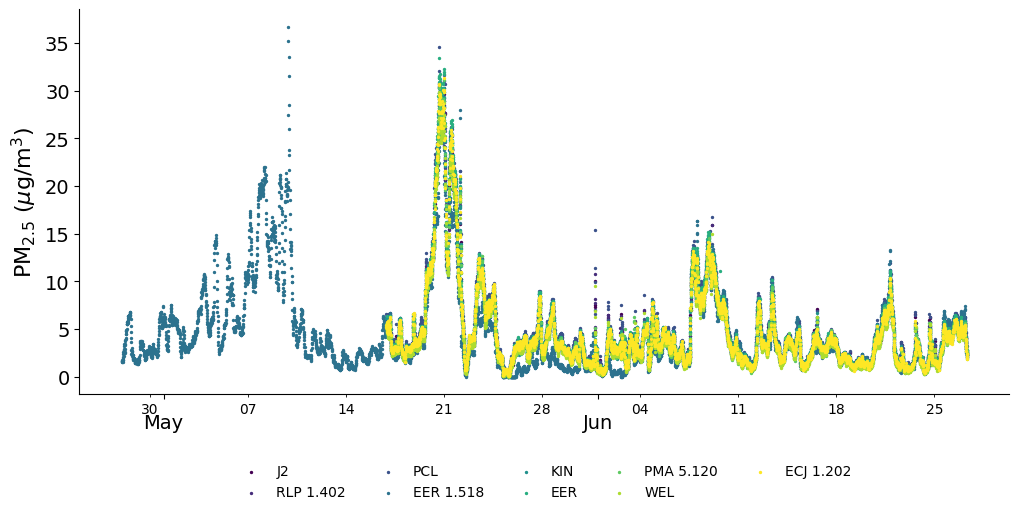 PM2.5 (μg/m3)
35
30
25
20
15
10
5
0
30 07 14 21 28 04 11 18 25
May Jun
J2 PCL KIN PMA 5.120 ECJ 1.202
RLP 1.402 EER 1.518 EER WEL